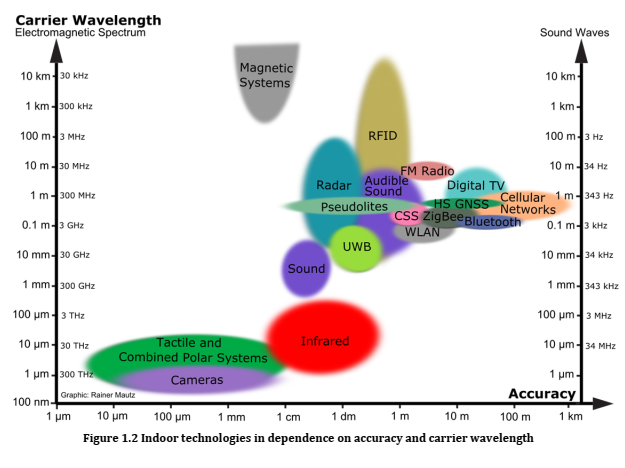 Carrier Wavelength
Electromagnetic Spectrum
Sound Waves
Magnetic
Systems
10 km 30 kHz
10 km
1 km 300 kHz
1 km
RFID
100 m 3 MHz
100 m 3 Hz
10 m 30 MHz
FM Radio
10 m 34 Hz
Radar
Audible
Sound
Digital TV
1 m 300 MHz
1 m 343 Hz
Pseudolites
HS GNSS
Cellular
Networks
CSS
ZigBee
Bluetooth
0.1 m 3 GHz
0.1 m 3 kHz
WLAN
UWB
10 mm 30 GHz
10 mm 34 kHz
Sound
1 mm 300 GHz
1 mm 343 kHz
100 µm 3 THz
100 µm 3 MHz
Infrared
Tactile and
Combined Polar Systems
10 µm 30 THz
10 µm 34 MHz
Cameras
1 µm 300 THz
1 µm
Graphic: Rainer Mautz
Accuracy
100 nm
1 µm 10 µm 100 µm 1 mm 1 cm 1 dm 1 m 10 m 100 m 1 km
Figure 1.2 Indoor technologies in dependence on accuracy and carrier wavelength